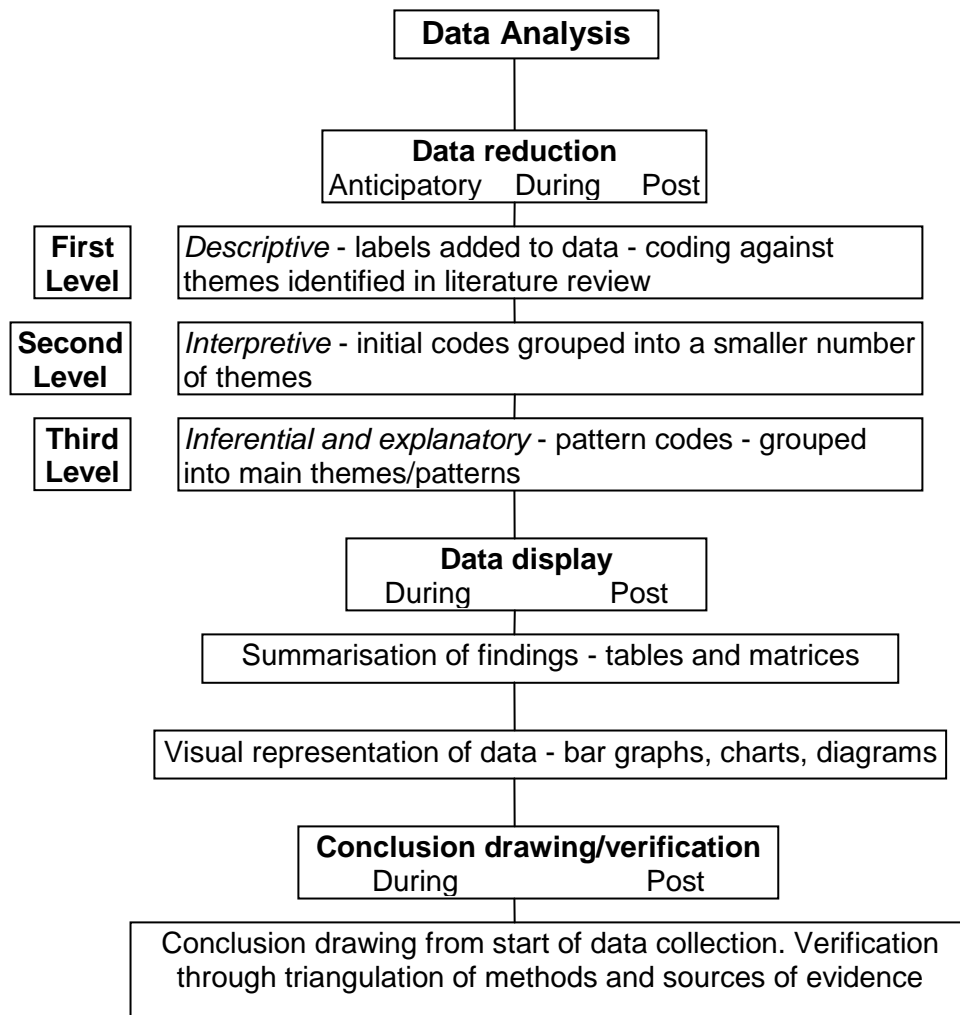 Data Analysis
Data reduction
Anticipatory During Post
First
Level
Descriptive - labels added to data - coding against
themes identified in literature review
Second
Level
Interpretive - initial codes grouped into a smaller number
of themes
Third
Level
Inferential and explanatory - pattern codes - grouped
into main themes/patterns
Data display
During Post
Summarisation of findings - tables and matrices
Visual representation of data - bar graphs, charts, diagrams
Conclusion drawing/verification
During Post
Conclusion drawing from start of data collection. Verification
through triangulation of methods and sources of evidence